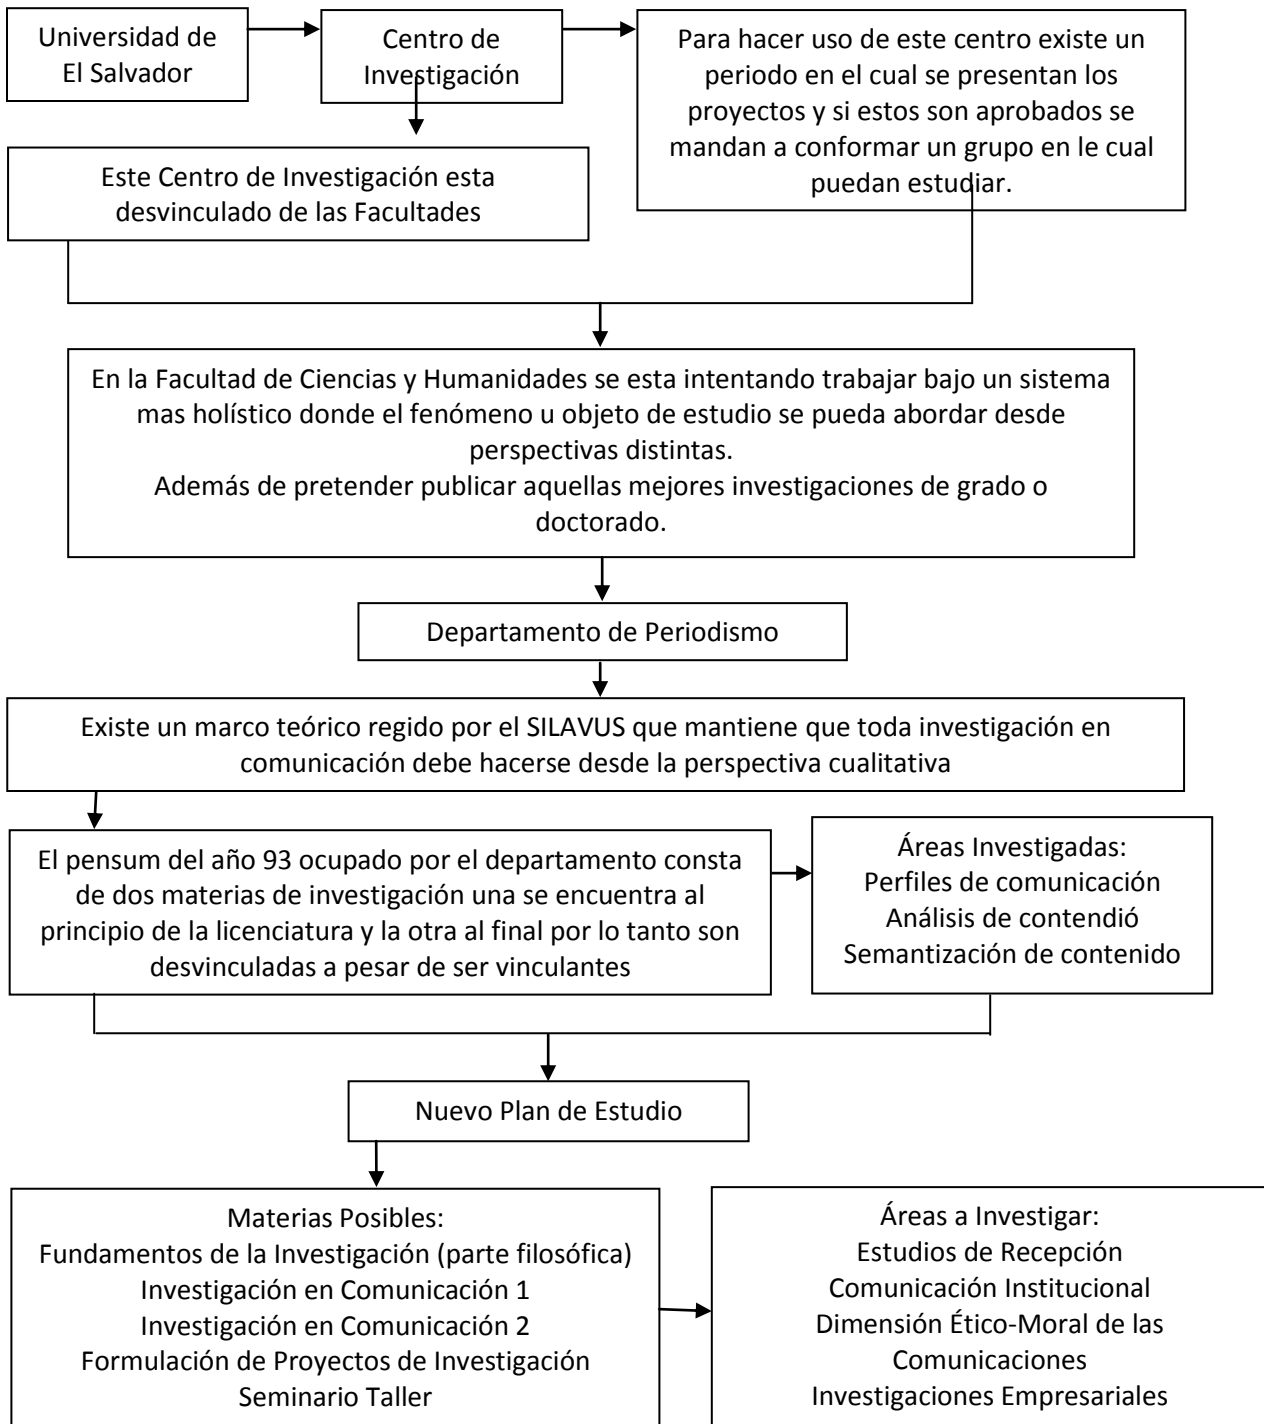 Universidad de
El Salvador
Centro de
Investigación
Para hacer uso de este centro existe un
periodo en el cual se presentan los
proyectos y si estos son aprobados se
mandan a conformar un grupo en le cual
puedan estudiar.
Este Centro de Investigación esta
desvinculado de las Facultades
En la Facultad de Ciencias y Humanidades se esta intentando trabajar bajo un sistema
mas holístico donde el fenómeno u objeto de estudio se pueda abordar desde
perspectivas distintas.
Además de pretender publicar aquellas mejores investigaciones de grado o
doctorado.
Departamento de Periodismo
Existe un marco teórico regido por el SILAVUS que mantiene que toda investigación en
comunicación debe hacerse desde la perspectiva cualitativa
El pensum del año 93 ocupado por el departamento consta
de dos materias de investigación una se encuentra al
principio de la licenciatura y la otra al final por lo tanto son
desvinculadas a pesar de ser vinculantes
Áreas Investigadas:
Perfiles de comunicación
Análisis de contendió
Semantización de contenido
Nuevo Plan de Estudio
Materias Posibles:
Fundamentos de la Investigación (parte filosófica)
Investigación en Comunicación 1
Investigación en Comunicación 2
Formulación de Proyectos de Investigación
Seminario Taller
Áreas a Investigar:
Estudios de Recepción
Comunicación Institucional
Dimensión Ético-Moral de las
Comunicaciones
Investigaciones Empresariales